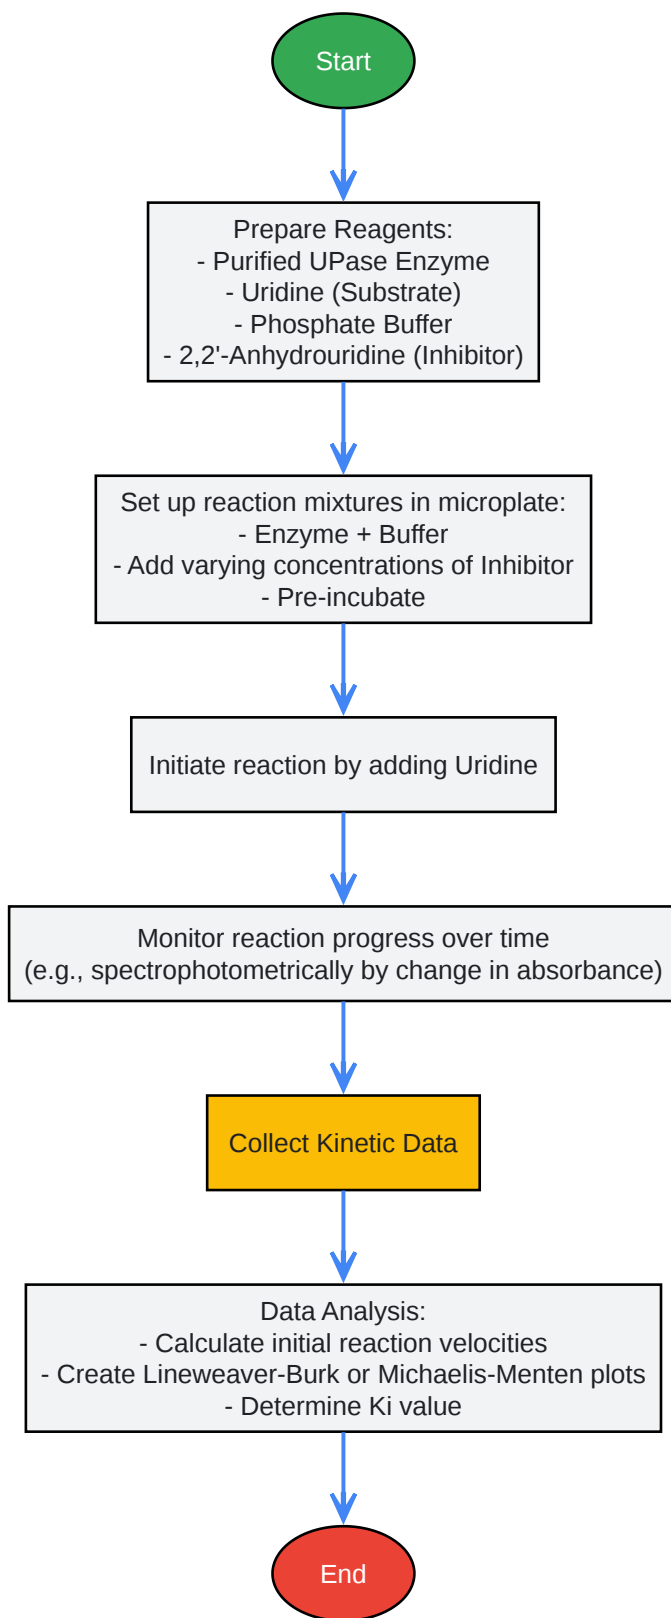 Start
Prepare Reagents:
- Purified UPase Enzyme
- Uridine (Substrate)
- Phosphate Buffer
- 2,2'-Anhydrouridine (Inhibitor)
Set up reaction mixtures in microplate:
- Enzyme + Buffer
- Add varying concentrations of Inhibitor
- Pre-incubate
Initiate reaction by adding Uridine
Monitor reaction progress over time
(e.g., spectrophotometrically by change in absorbance)
Collect Kinetic Data
Data Analysis:
- Calculate initial reaction velocities
- Create Lineweaver-Burk or Michaelis-Menten plots
- Determine Ki value
End